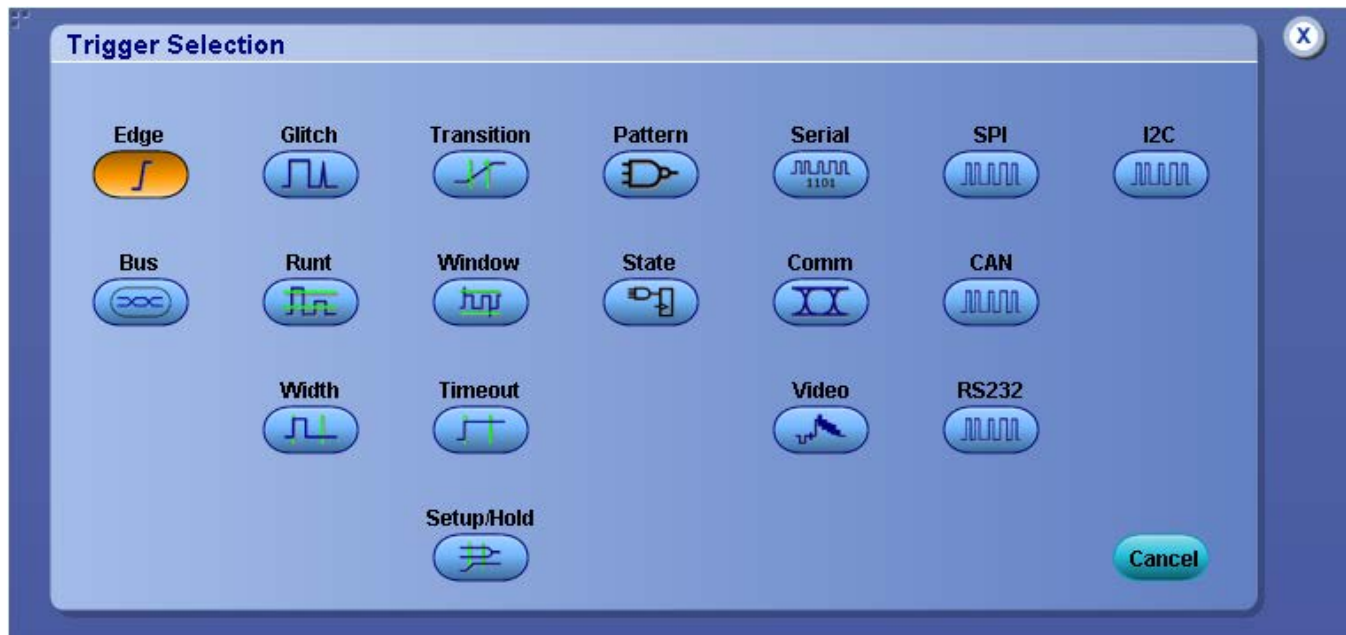 Trigger Selection
X
Edge Glitch Transition Pattern Serial SPI I2C
1101
Bus Runt Window State Comm CAN
Width Timeout Video RS232
Setup/Hold
Cancel